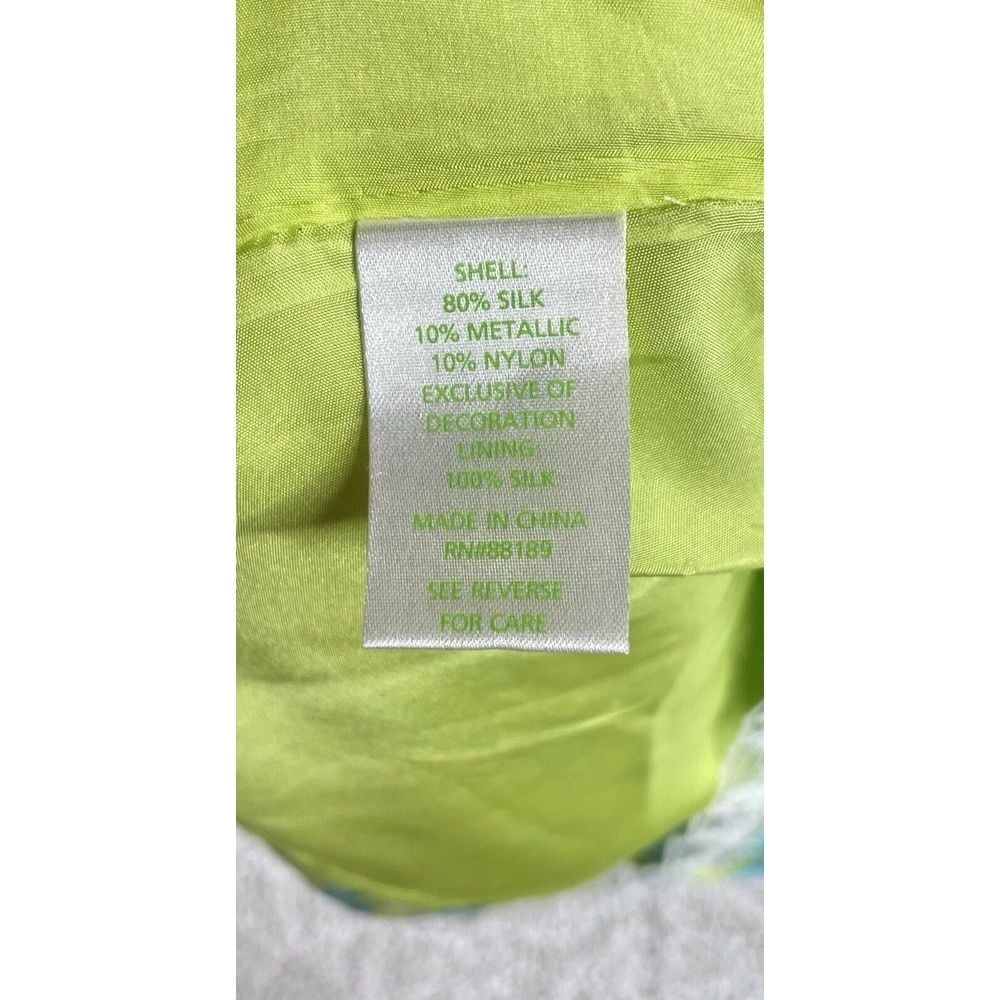 SHELL:
80% SILK
10% METALLIC
10% NYLON
EXCLUSIVE OF
DECORATION
LINING
100% SILK
MADE IN CHINA
RN#88189
SEE REVERSE
FOR CARE